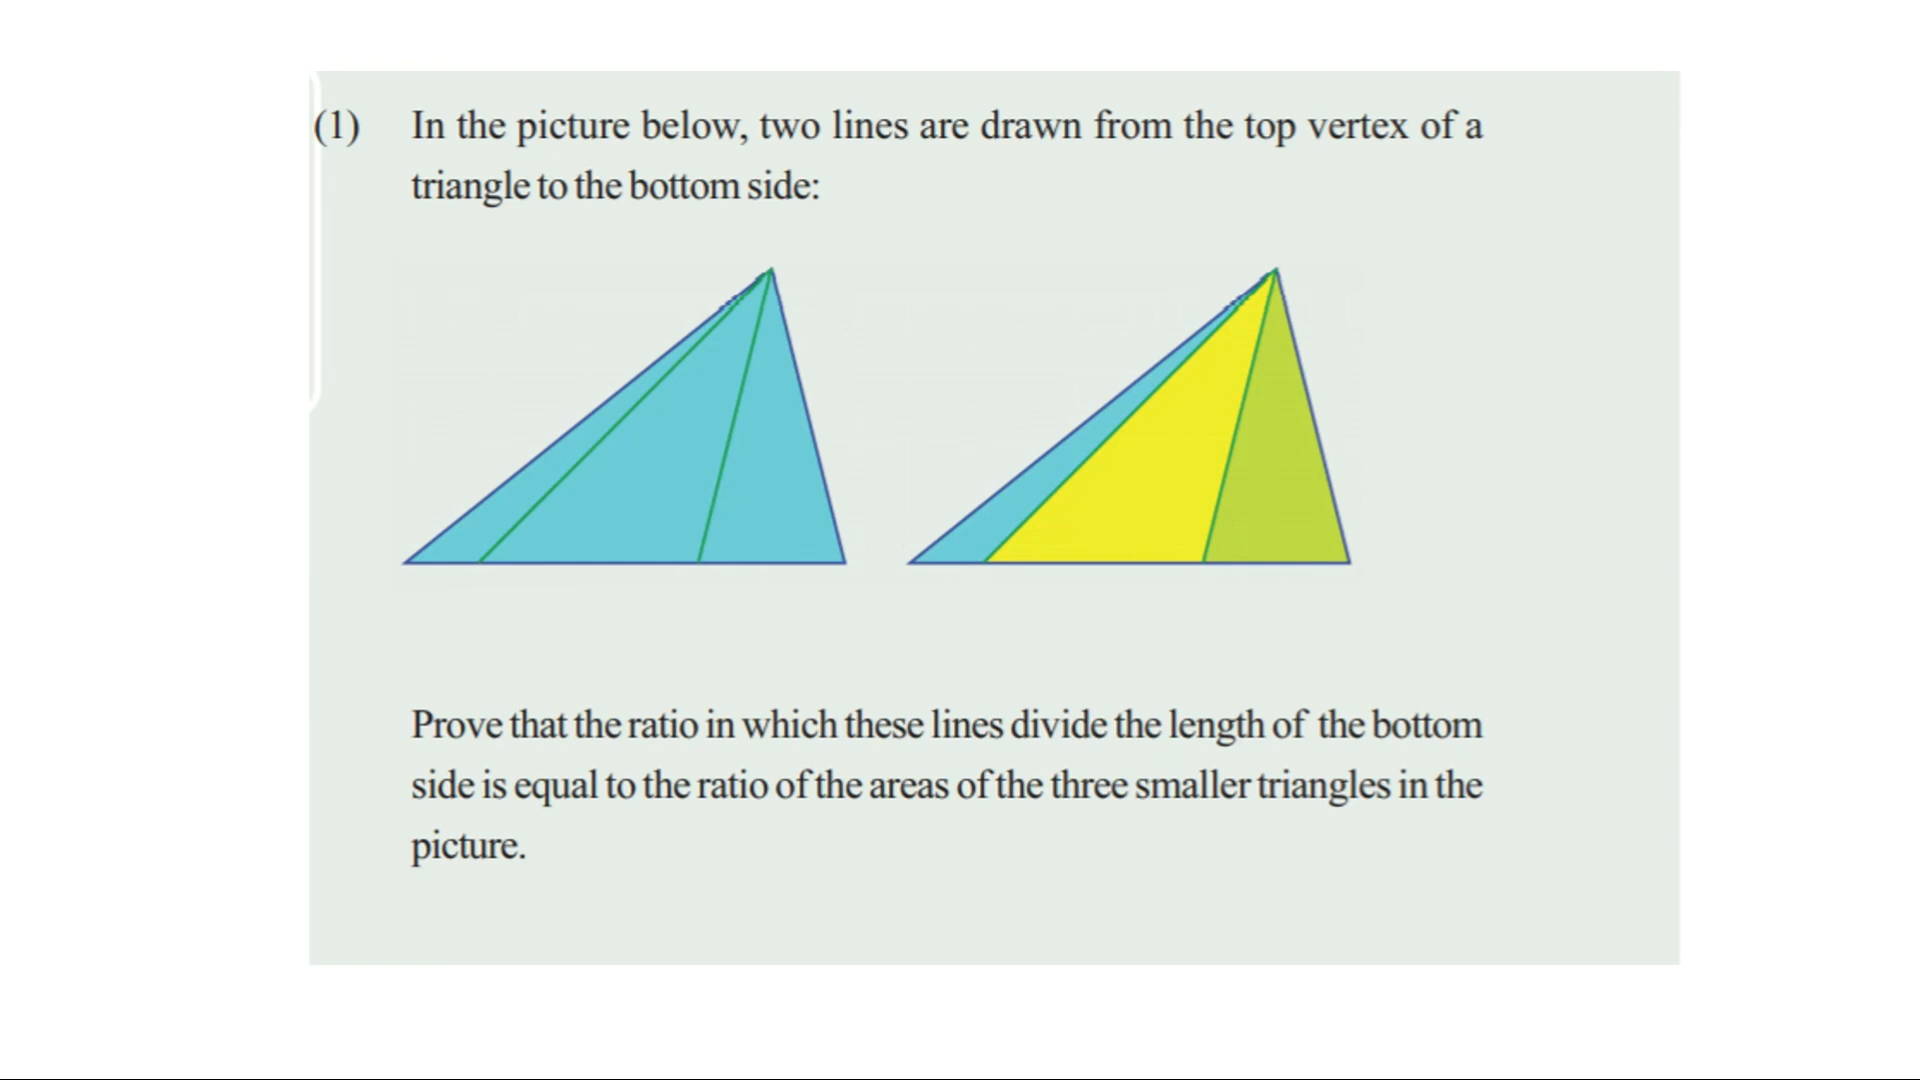 (1) In the picture below, two lines are drawn from the top vertex of a
triangle to the bottom side:
Prove that the ratio in which these lines divide the length of the bottom
side is equal to the ratio of the areas of the three smaller triangles in the
picture.